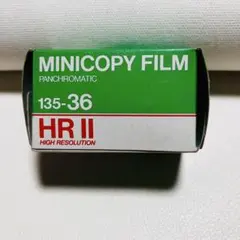 MINICOPY FILM
PANCHROMATIC
135-36
HR II
HIGH RESOLUTION